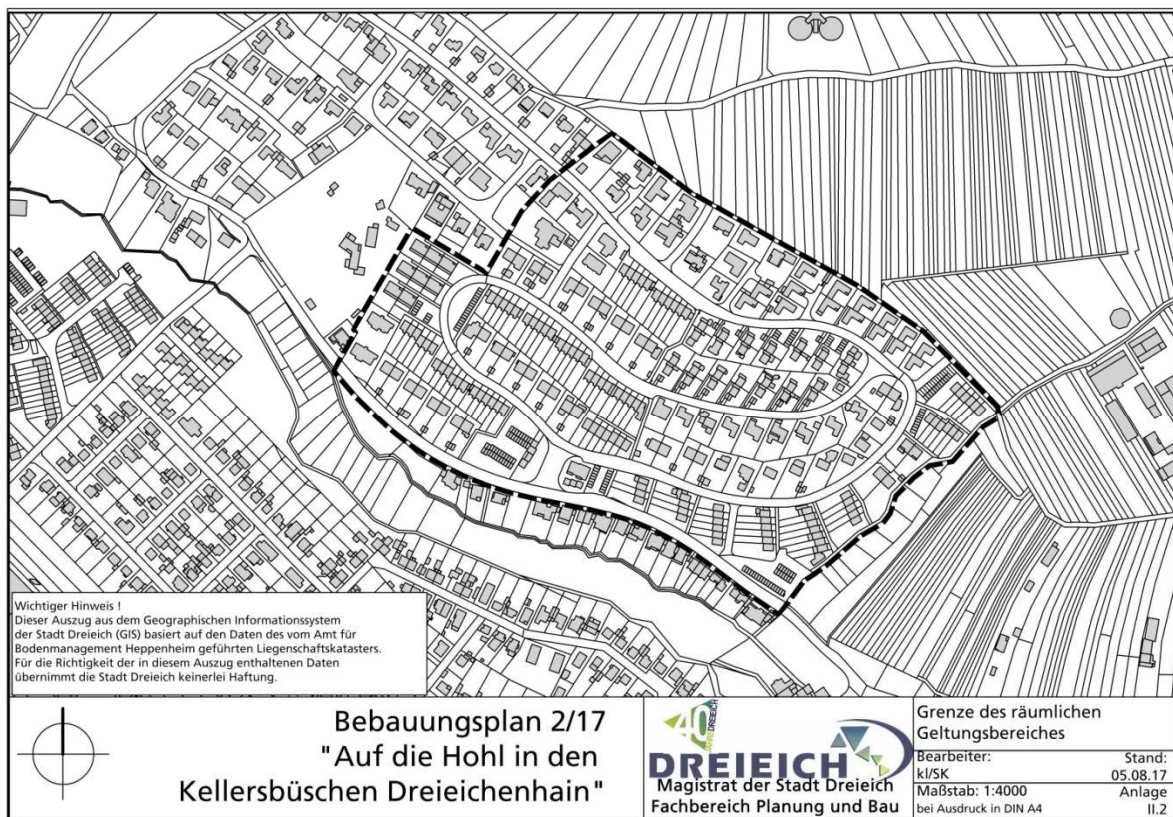 Wichtiger Hinweis !
Dieser Auszug aus dem Geographischen Informationssystem
der Stadt Dreieich (GIS) basiert auf den Daten des vom Amt für
Bodenmanagement Heppenheim geführten Liegenschaftskatasters.
Für die Richtigkeit der in diesem Auszug enthaltenen Daten
übernimmt die Stadt Dreieich keinerlei Haftung.
Bebauungsplan 2/17
"Auf die Hohl in den
Kellersbüschen Dreieichenhain"
40
JAHRE DREIEICH
DREIEICH
Magistrat der Stadt Dreieich
Fachbereich Planung und Bau
Grenze des räumlichen
Geltungsbereiches
Bearbeiter: Stand:
kl/SK 05.08.17
Maßstab: 1:4000 Anlage
bei Ausdruck in DIN A4 II.2